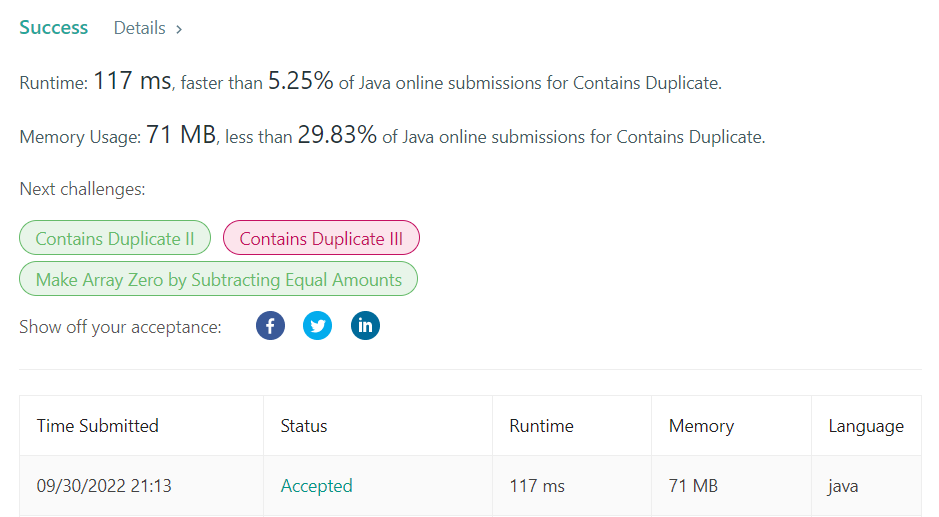 Success Details >
Runtime: 117 ms, faster than 5.25% of Java online submissions for Contains Duplicate.
Memory Usage: 71 MB, less than 29.83% of Java online submissions for Contains Duplicate.
Next challenges:
Contains Duplicate II Contains Duplicate III
Make Array Zero by Subtracting Equal Amounts
Show off your acceptance: f in
Time Submitted Status Runtime Memory Language
09/30/2022 21:13 Accepted 117 ms 71 MB java